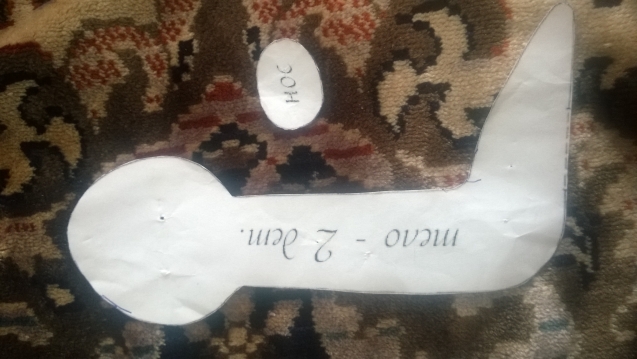 нос
тело - 2 дет.